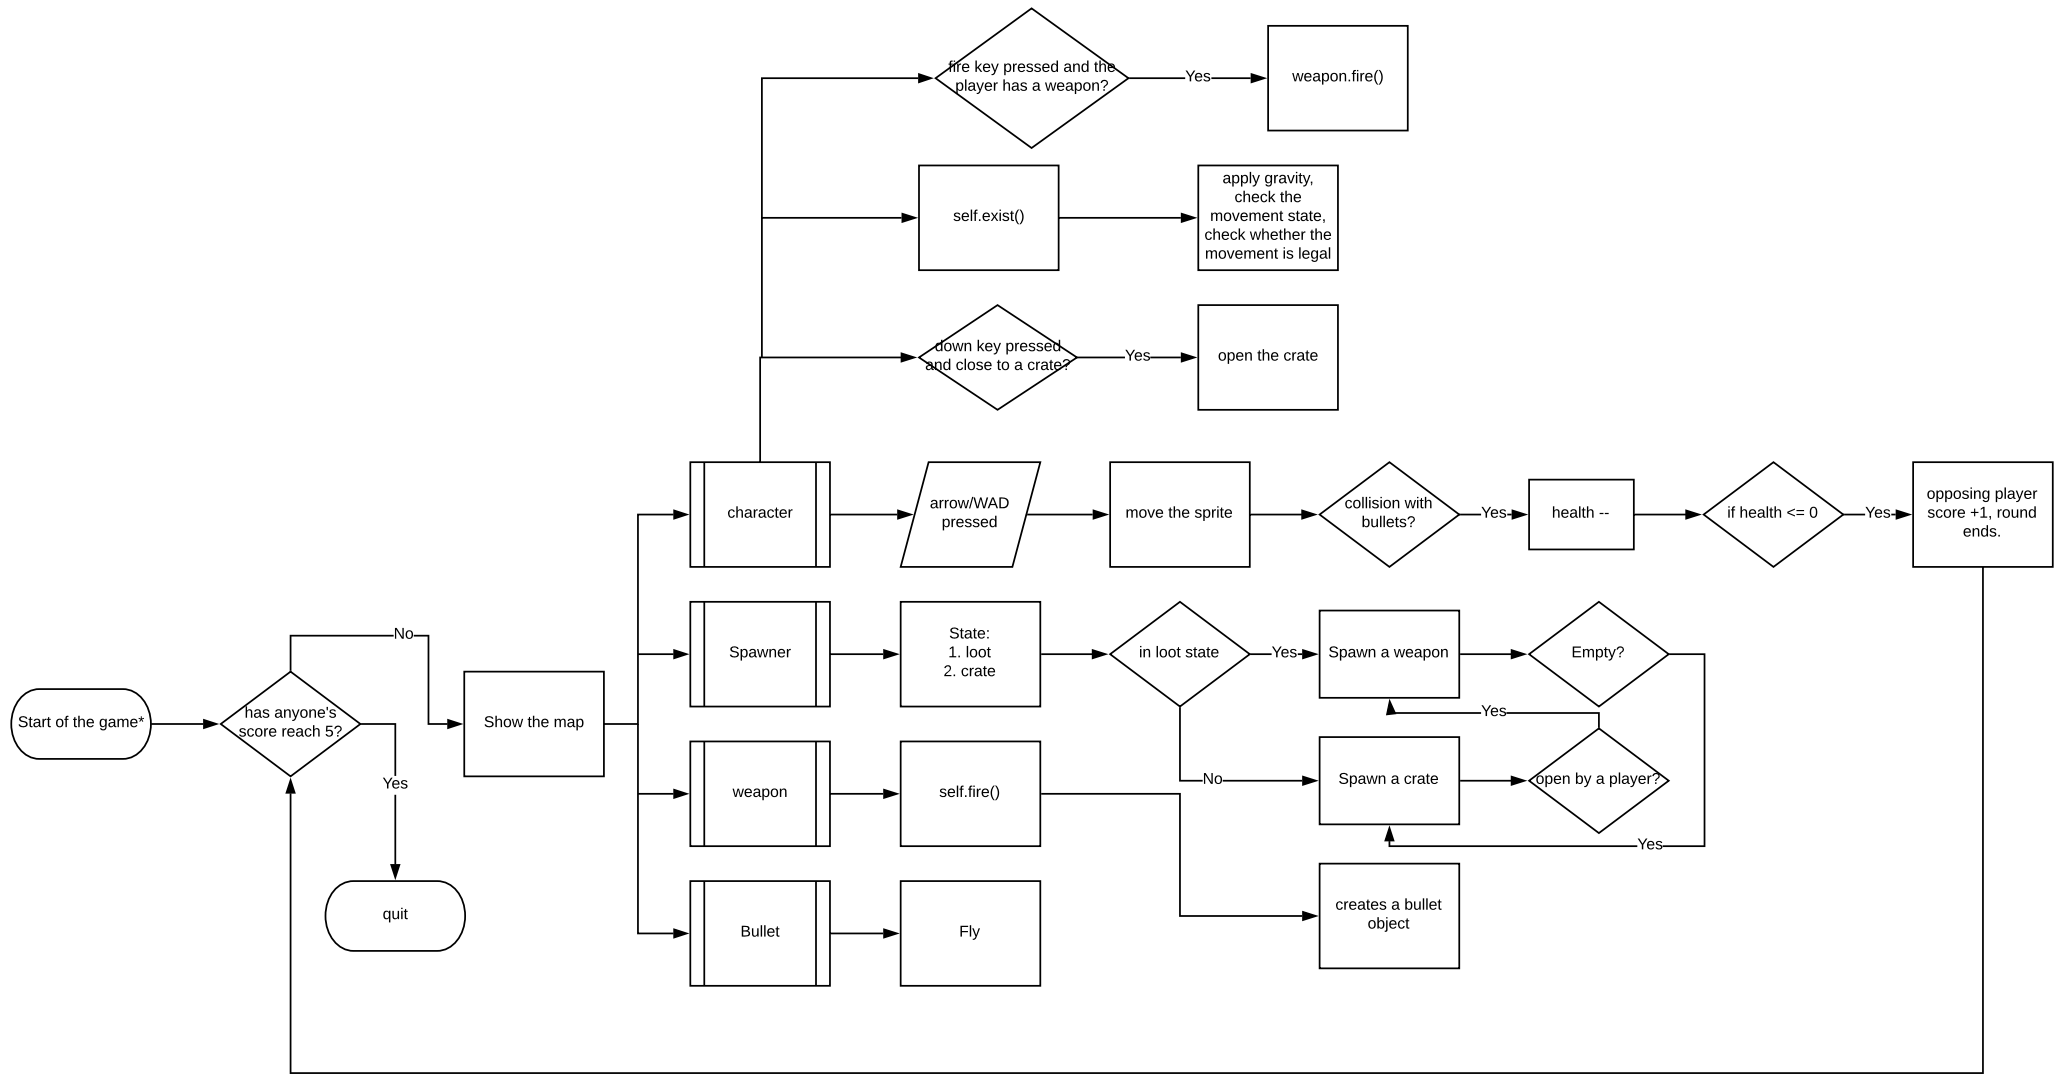 fire key pressed and the
player has a weapon?
Yes
weapon.fire()
self.exist()
apply gravity,
check the
movement state,
check whether the
movement is legal
down key pressed
and close to a crate?
Yes
open the crate
character
arrow/WAD
pressed
move the sprite
collision with
bullets?
Yes
health --
if health <= 0
Yes
opposing player
score +1, round
ends.
Start of the game*
has anyone's
score reach 5?
No
Yes
quit
Show the map
Spawner
State:
1. loot
2. crate
in loot state
Yes
Spawn a weapon
Empty?
Yes
No
Spawn a crate
open by a player?
Yes
weapon
self.fire()
creates a bullet
object
Bullet
Fly